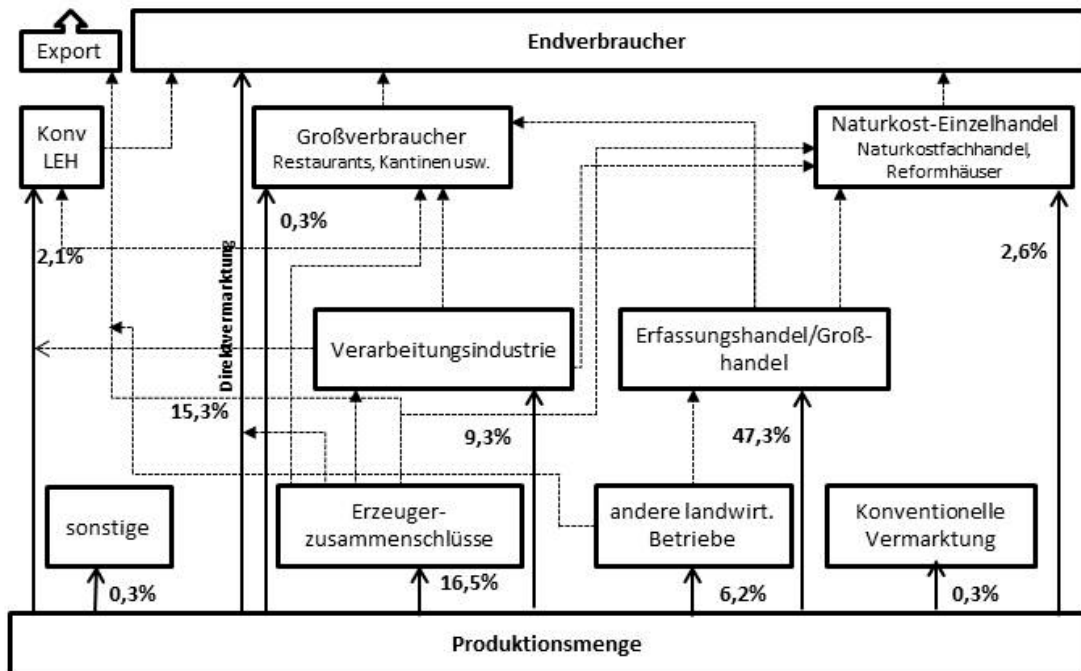 Export
Endverbraucher
Konv
LEH
Großverbraucher
Restaurants, Kantinen usw.
Naturkost-Einzelhandel
Naturkostfachhandel,
Reformhäuser
2,1%
Direktvermarktung
0,3%
2,6%
Verarbeitungsindustrie
Erfassungshandel/Groß-
handel
15,3%
9,3%
47,3%
sonstige
Erzeuger-
zusammenschlüsse
andere landwirt.
Betriebe
Konventionelle
Vermarktung
0,3%
16,5%
6,2%
0,3%
Produktionsmenge